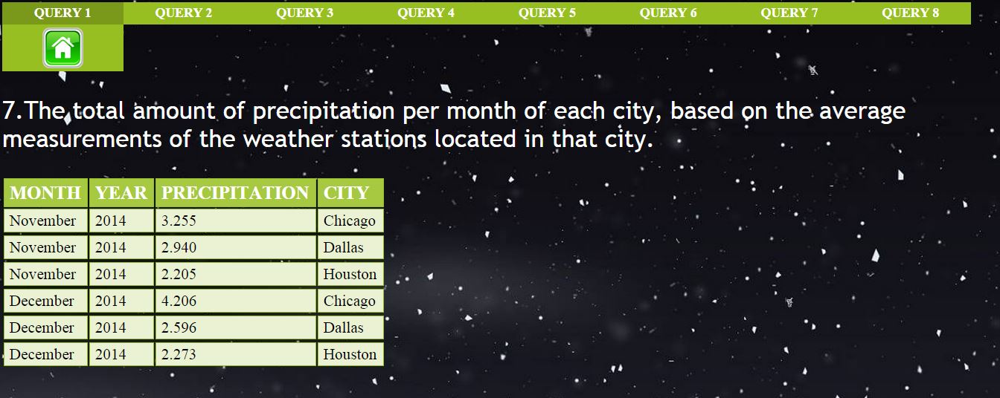 QUERY 1 QUERY 2 QUERY 3 QUERY 4 QUERY 5 QUERY 6 QUERY 7 QUERY 8
7.The total amount of precipitation per month of each city, based on the average
measurements of the weather stations located in that city.
MONTH YEAR PRECIPITATION CITY
November 2014 3.255 Chicago
November 2014 2.940 Dallas
November 2014 2.205 Houston
December 2014 4.206 Chicago
December 2014 2.596 Dallas
December 2014 2.273 Houston